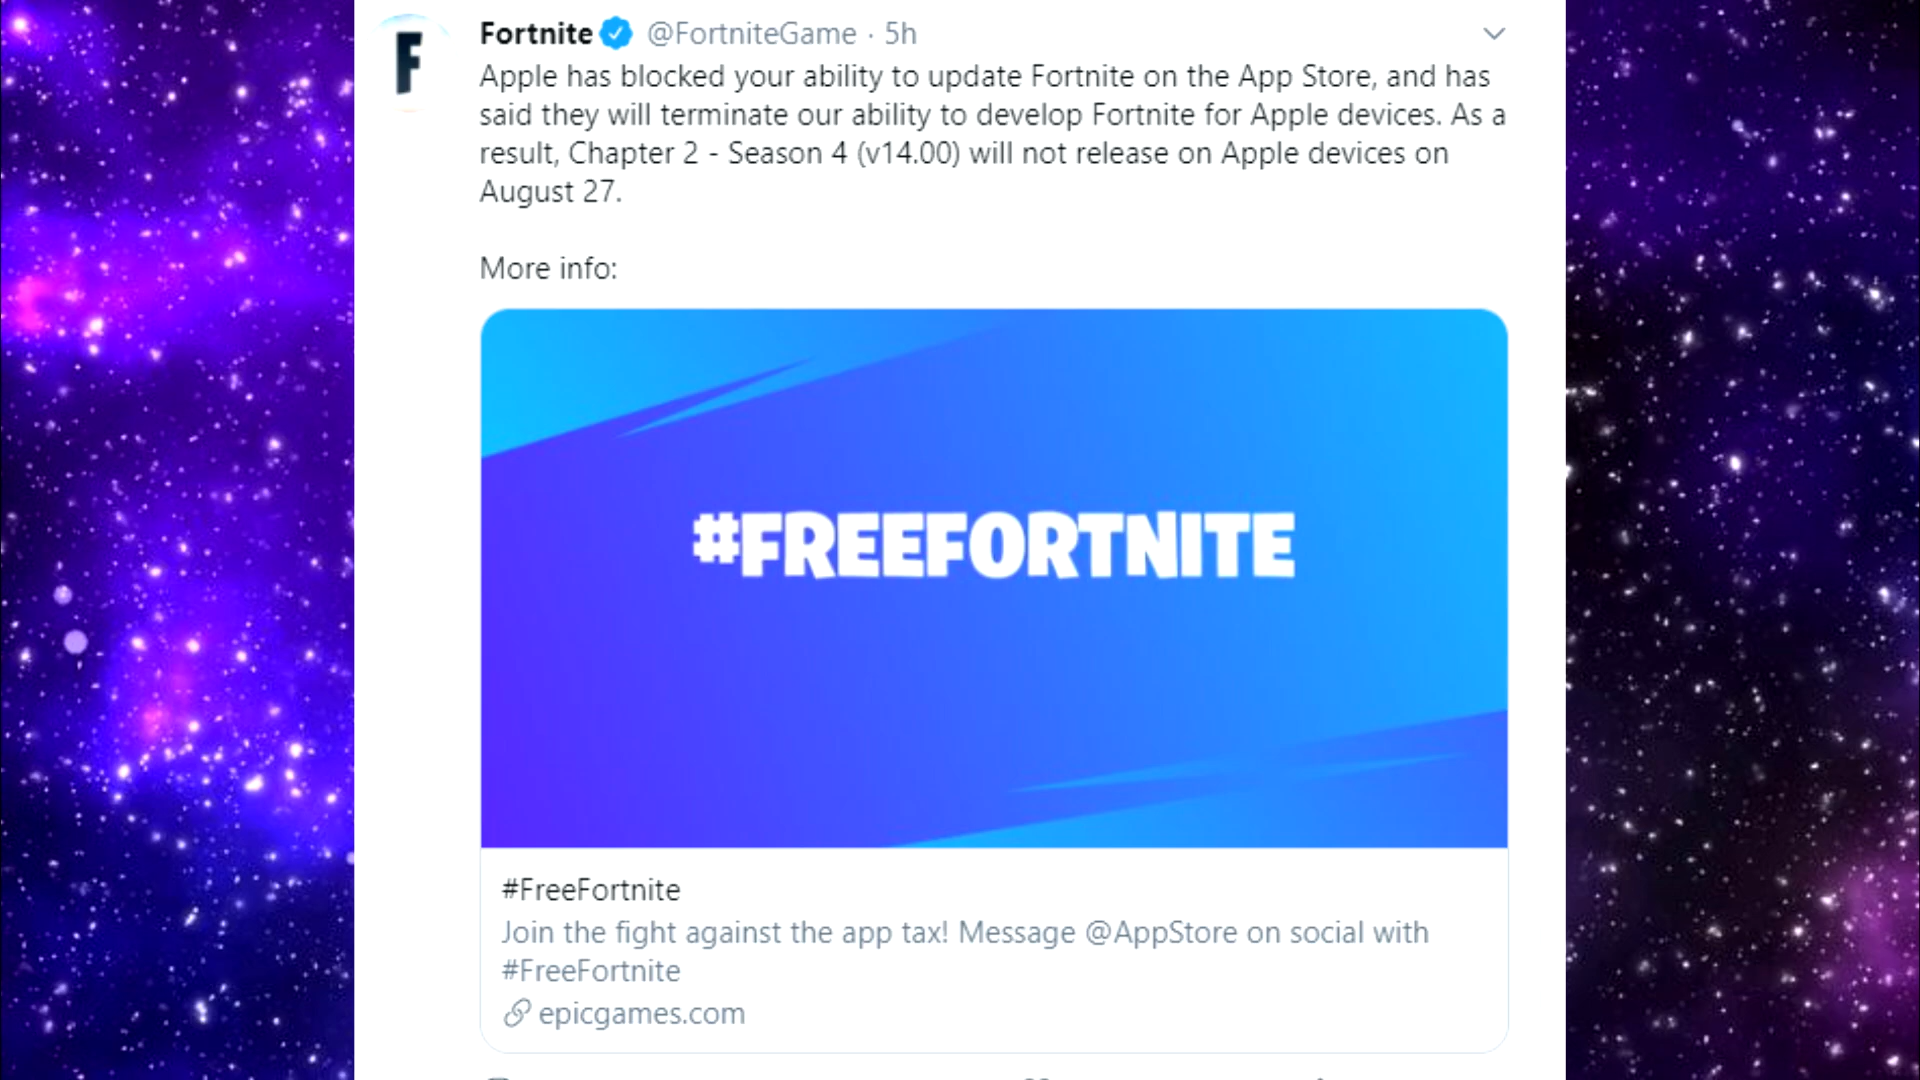 F
Fortnite @FortniteGame · 5h
Apple has blocked your ability to update Fortnite on the App Store, and has
said they will terminate our ability to develop Fortnite for Apple devices. As a
result, Chapter 2 - Season 4 (v14.00) will not release on Apple devices on
August 27.
More info:
#FREEFORTNITE
#FreeFortnite
Join the fight against the app tax! Message @AppStore on social with
#FreeFortnite
epicgames.com